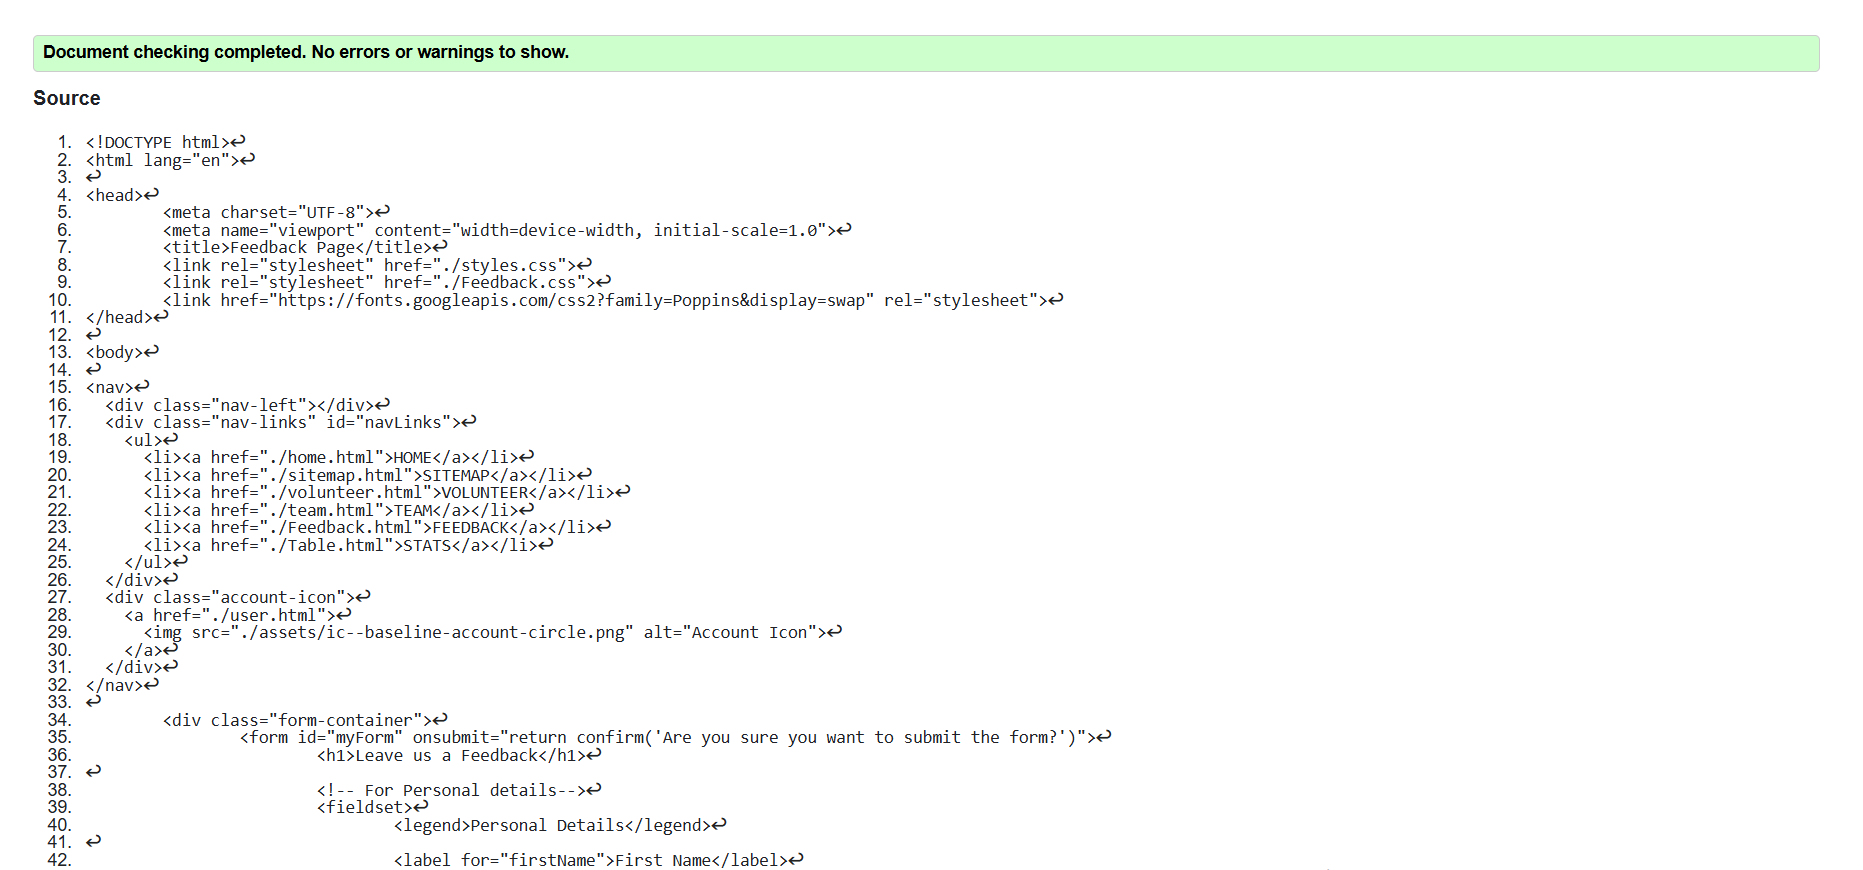 Document checking completed. No errors or warnings to show.
Source
1. <!DOCTYPE html>↩
2. <html lang="en">↩
3. ↩
4. <head>↩
5. <meta charset="UTF-8">↩
6. <meta name="viewport" content="width=device-width, initial-scale=1.0">↩
7. <title>Feedback Page</title>↩
8. <link rel="stylesheet" href="./styles.css">↩
9. <link rel="stylesheet" href="./Feedback.css">↩
10. <link href="https://fonts.googleapis.com/css2?family=Poppins&display=swap" rel="stylesheet">↩
11. </head>↩
12. ↩
13. <body>↩
14. ↩
15. <nav>↩
16. <div class="nav-left"></div>↩
17. <div class="nav-links" id="navLinks">↩
18. <ul>↩
19. <li><a href="./home.html">HOME</a></li>↩
20. <li><a href="./sitemap.html">SITEMAP</a></li>↩
21. <li><a href="./volunteer.html">VOLUNTEER</a></li>↩
22. <li><a href="./team.html">TEAM</a></li>↩
23. <li><a href="./Feedback.html">FEEDBACK</a></li>↩
24. <li><a href="./Table.html">STATS</a></li>↩
25. </ul>↩
26. </div>↩
27. <div class="account-icon">↩
28. <a href="./user.html">↩
29. <img src="./assets/ic--baseline-account-circle.png" alt="Account Icon">↩
30. </a>↩
31. </div>↩
32. </nav>↩
33. ↩
34. <div class="form-container">↩
35. <form id="myForm" onsubmit="return confirm('Are you sure you want to submit the form?')">↩
36. <h1>Leave us a Feedback</h1>↩
37. ↩
38. <!-- For Personal details-->↩
39. <fieldset>↩
40. <legend>Personal Details</legend>↩
41. ↩
42. <label for="firstName">First Name</label>↩